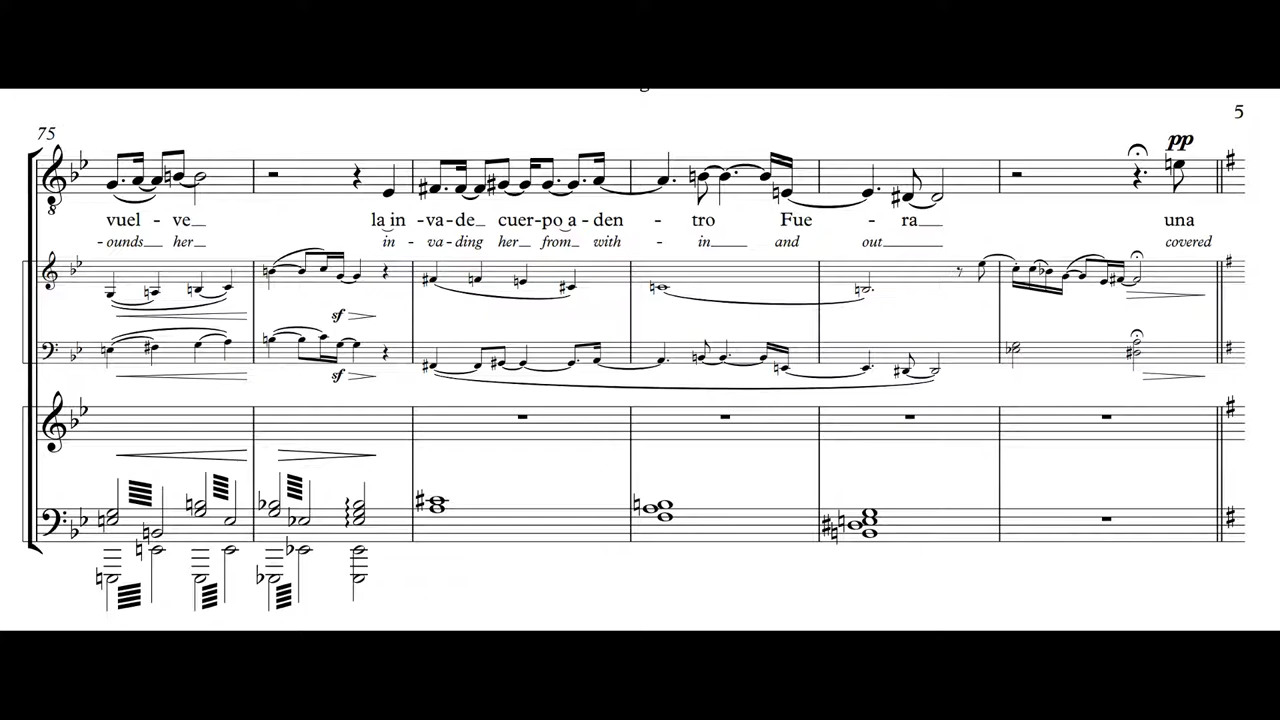 5
75
pp
vuel - ve la in - va - de cuer - po a - den - tro Fue - ra una
- ounds her in - va - ding her from with - in and out covered
sf
sf